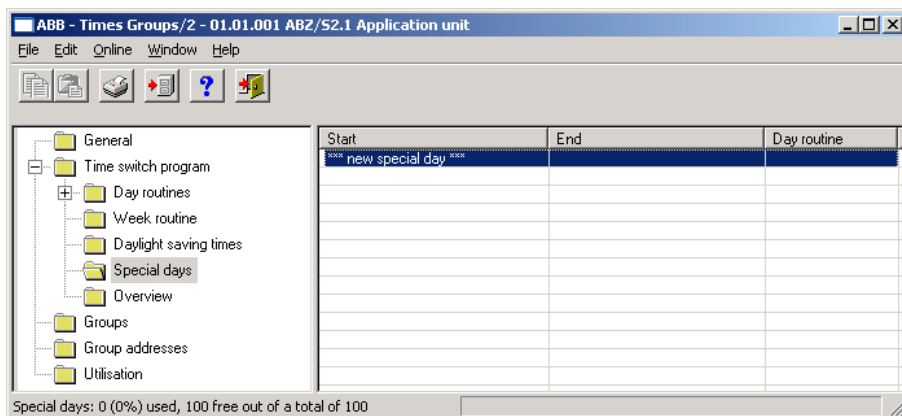 ABB - Times Groups/2 - 01.01.001 ABZ/S2.1 Application unit
File Edit Online Window Help
General
Time switch program
Day routines
Week routine
Daylight saving times
Special days
Overview
Groups
Group addresses
Utilisation
Start End Day routine
*** new special day ***
Special days: 0 (0%) used, 100 free out of a total of 100